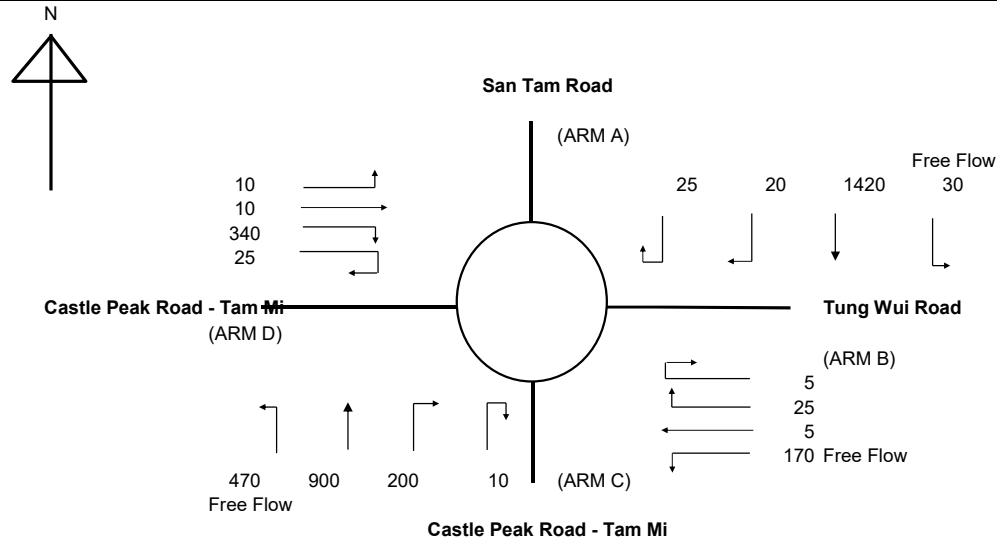 N
San Tam Road
(ARM A)
Free Flow
25 20 1420 30
10
10
340
25
Castle Peak Road - Tam Mi
(ARM D)
Tung Wui Road
(ARM B)
5
25
5
170 Free Flow
470 900 200 10 (ARM C)
Free Flow
Castle Peak Road - Tam Mi